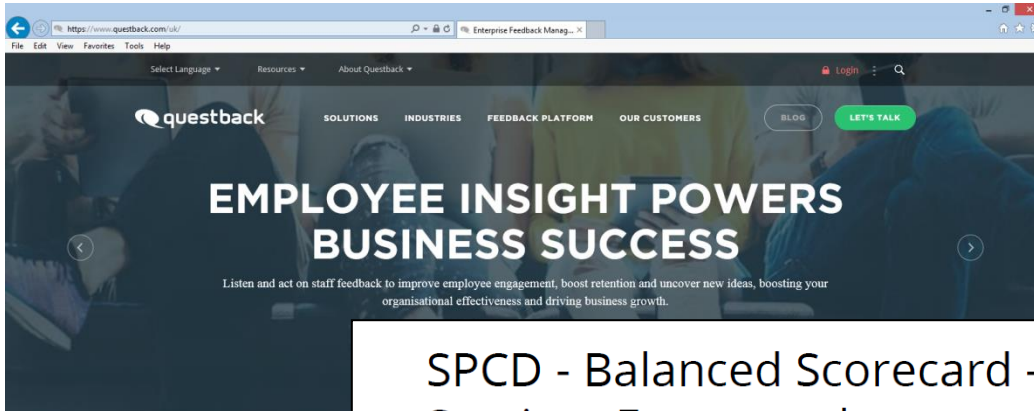 https://www.questback.com/uk/
Enterprise Feedback Manag...
File Edit View Favorites Tools Help
Select Language Resources About Questback Login
questback SOLUTIONS INDUSTRIES FEEDBACK PLATFORM OUR CUSTOMERS BLOG LET'S TALK
EMPLOYEE INSIGHT POWERS
BUSINESS SUCCESS
Listen and act on staff feedback to improve employee engagement, boost retention and uncover new ideas, boosting your
organisational effectiveness and driving business growth.
SPCD - Balanced Scorecard -